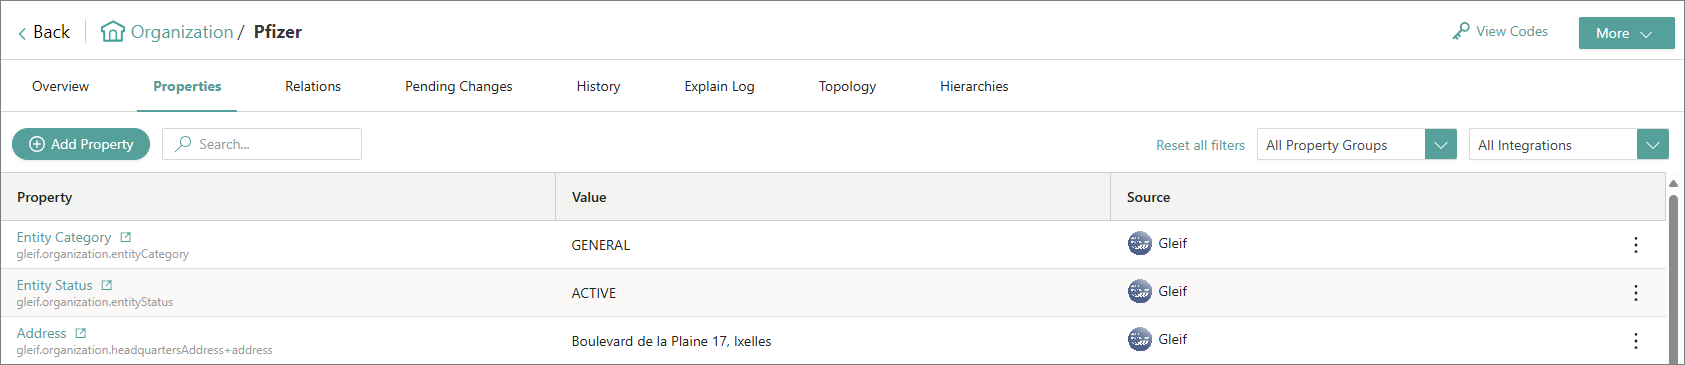 Back Organization / Pfizer View Codes More
Overview Properties Relations Pending Changes History Explain Log Topology Hierarchies
Add Property Search... Reset all filters All Property Groups All Integrations
Property Value Source
Entity Category
gleif.organization.entityCategory
GENERAL Gleif
Entity Status
gleif.organization.entityStatus
ACTIVE Gleif
Address
gleif.organization.headquartersAddress+address
Boulevard de la Plaine 17, Ixelles Gleif